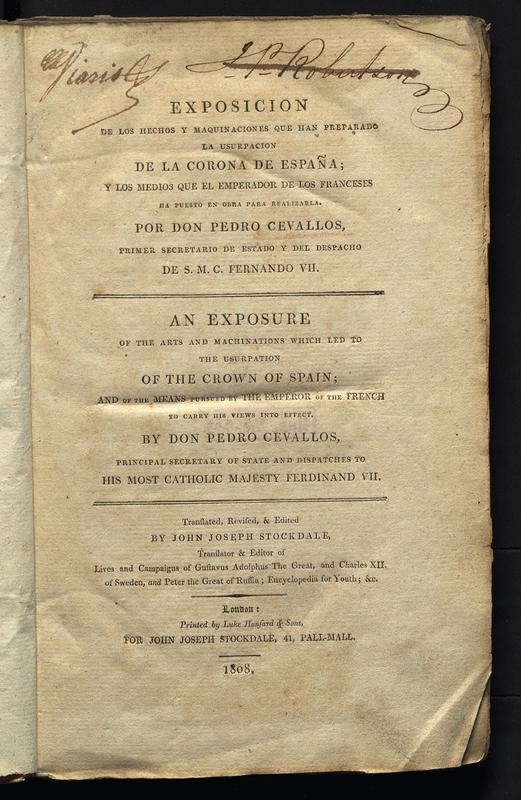 J. P. Robertson
EXPOSICION
DE LOS HECHOS Y MAQUINACIONES QUE HAN PREPARADO
LA USURPACION
DE LA CORONA DE ESPAÑA;
Y LOS MEDIOS QUE EL EMPERADOR DE LOS FRANCESES
HA PUESTO EN OBRA PARA REALIZARLA.
POR DON PEDRO CEVALLOS,
PRIMER SECRETARIO DE ESTADO Y DEL DESPACHO
DE S. M. C. FERNANDO VII.
AN EXPOSURE
OF THE ARTS AND MACHINATIONS WHICH LED TO
THE USURPATION
OF THE CROWN OF SPAIN;
AND OF THE MEANS PURSUED BY THE EMPEROR OF THE FRENCH
TO CARRY HIS VIEWS INTO EFFECT.
BY DON PEDRO CEVALLOS,
PRINCIPAL SECRETARY OF STATE AND DISPATCHES TO
HIS MOST CATHOLIC MAJESTY FERDINAND VII.
Tranſlated, Reviſed, & Edited
BY JOHN JOSEPH STOCKDALE,
Tranſlator & Editor of
Lives and Campaigns of Guſtavus Adolphus The Great, and Charles XII.
of Sweden, and Peter the Great of Ruſſia; Encyclopedia for Youth; &c.
London:
Printed by Luke Hanſard & Sons,
FOR JOHN JOSEPH STOCKDALE, 41, PALL-MALL.
1808.